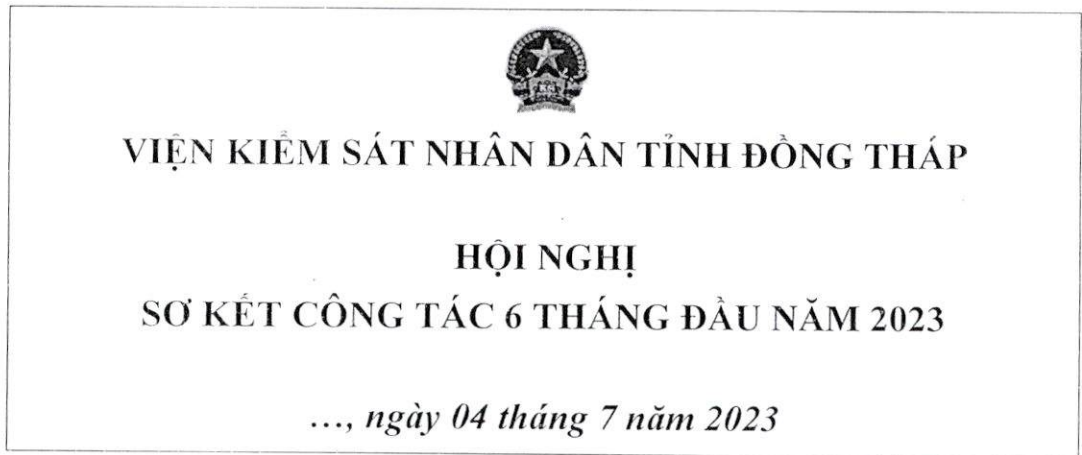 VIỆN KIỂM SÁT NHÂN DÂN TỈNH ĐỒNG THÁP
HỘI NGHỊ
SƠ KẾT CÔNG TÁC 6 THÁNG ĐẦU NĂM 2023
..., ngày 04 tháng 7 năm 2023